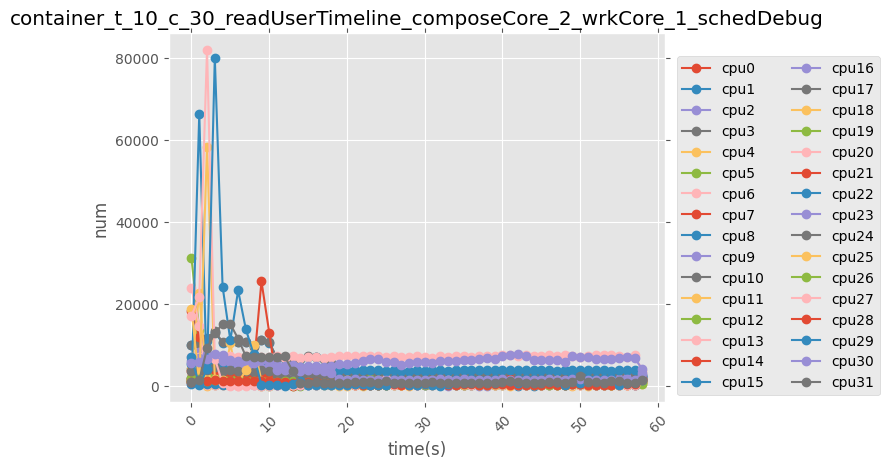 container_t_10_c_30_readUserTimeline_composeCore_2_wrkCore_1_schedDebug
80000
60000
40000
20000
0
num
0
10
20
30
40
50
60
time(s)
cpu0
cpu1
cpu2
cpu3
cpu4
cpu5
cpu6
cpu7
cpu8
cpu9
cpu10
cpu11
cpu12
cpu13
cpu14
cpu15
cpu16
cpu17
cpu18
cpu19
cpu20
cpu21
cpu22
cpu23
cpu24
cpu25
cpu26
cpu27
cpu28
cpu29
cpu30
cpu31